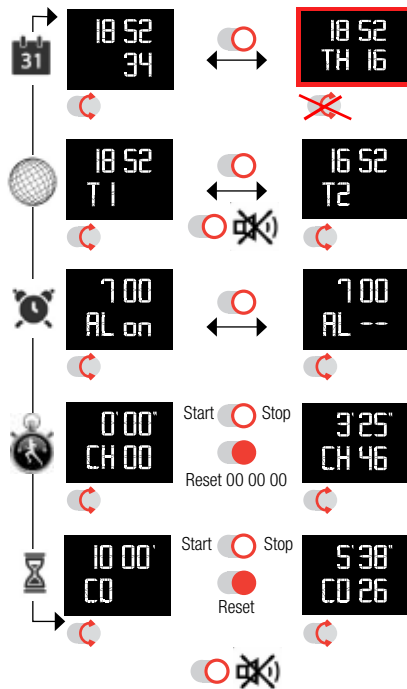 31
18 52
34
18 52
TH 16
18 52
T 1
16 52
T2
7 00
AL on
7 00
AL --
0'00"
CH 00
Start
Stop
Reset 00 00 00
3'25"
CH 46
10 00'
CD
Start
Stop
Reset
5'38"
CD 26